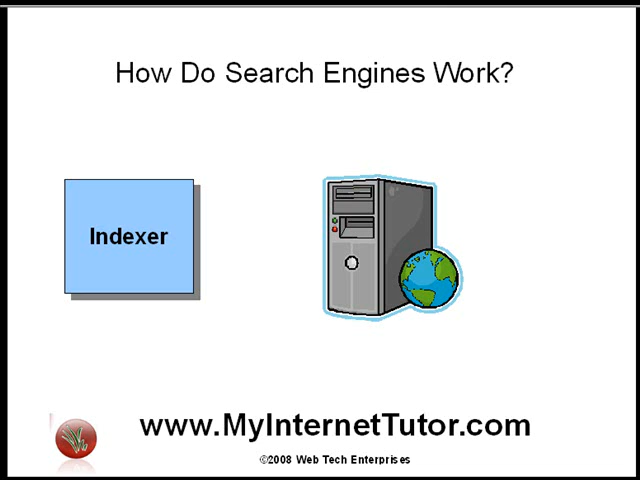 How Do Search Engines Work?
Indexer
www.MyInternetTutor.com
©2008 Web Tech Enterprises